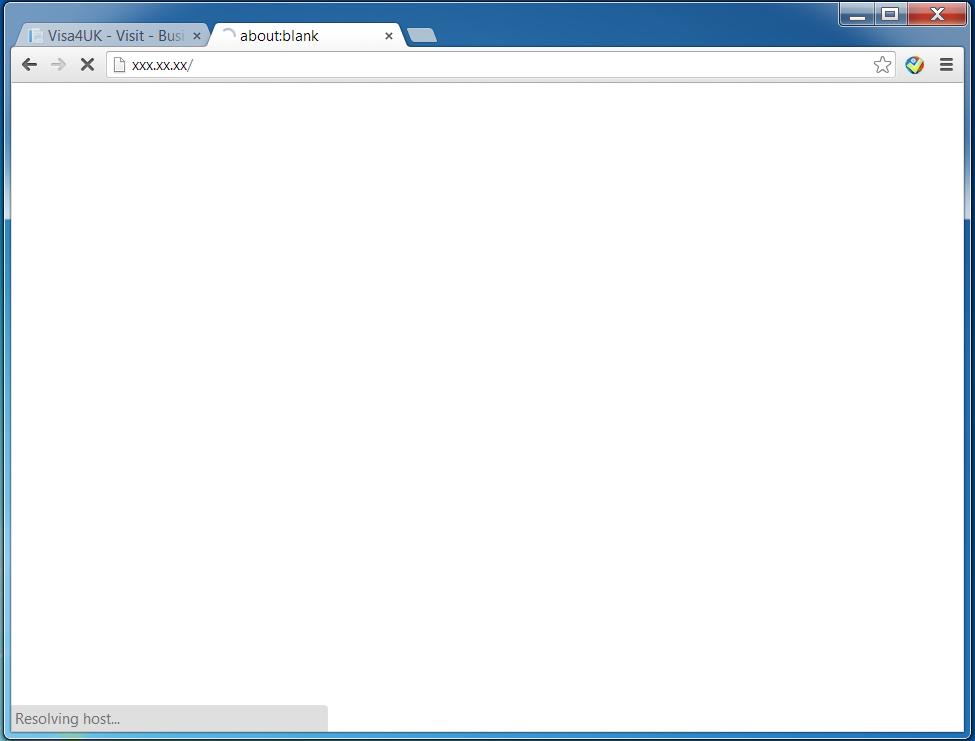 Visa4UK - Visit - Busi
about:blank
xxx.xx.xx/
Resolving host...